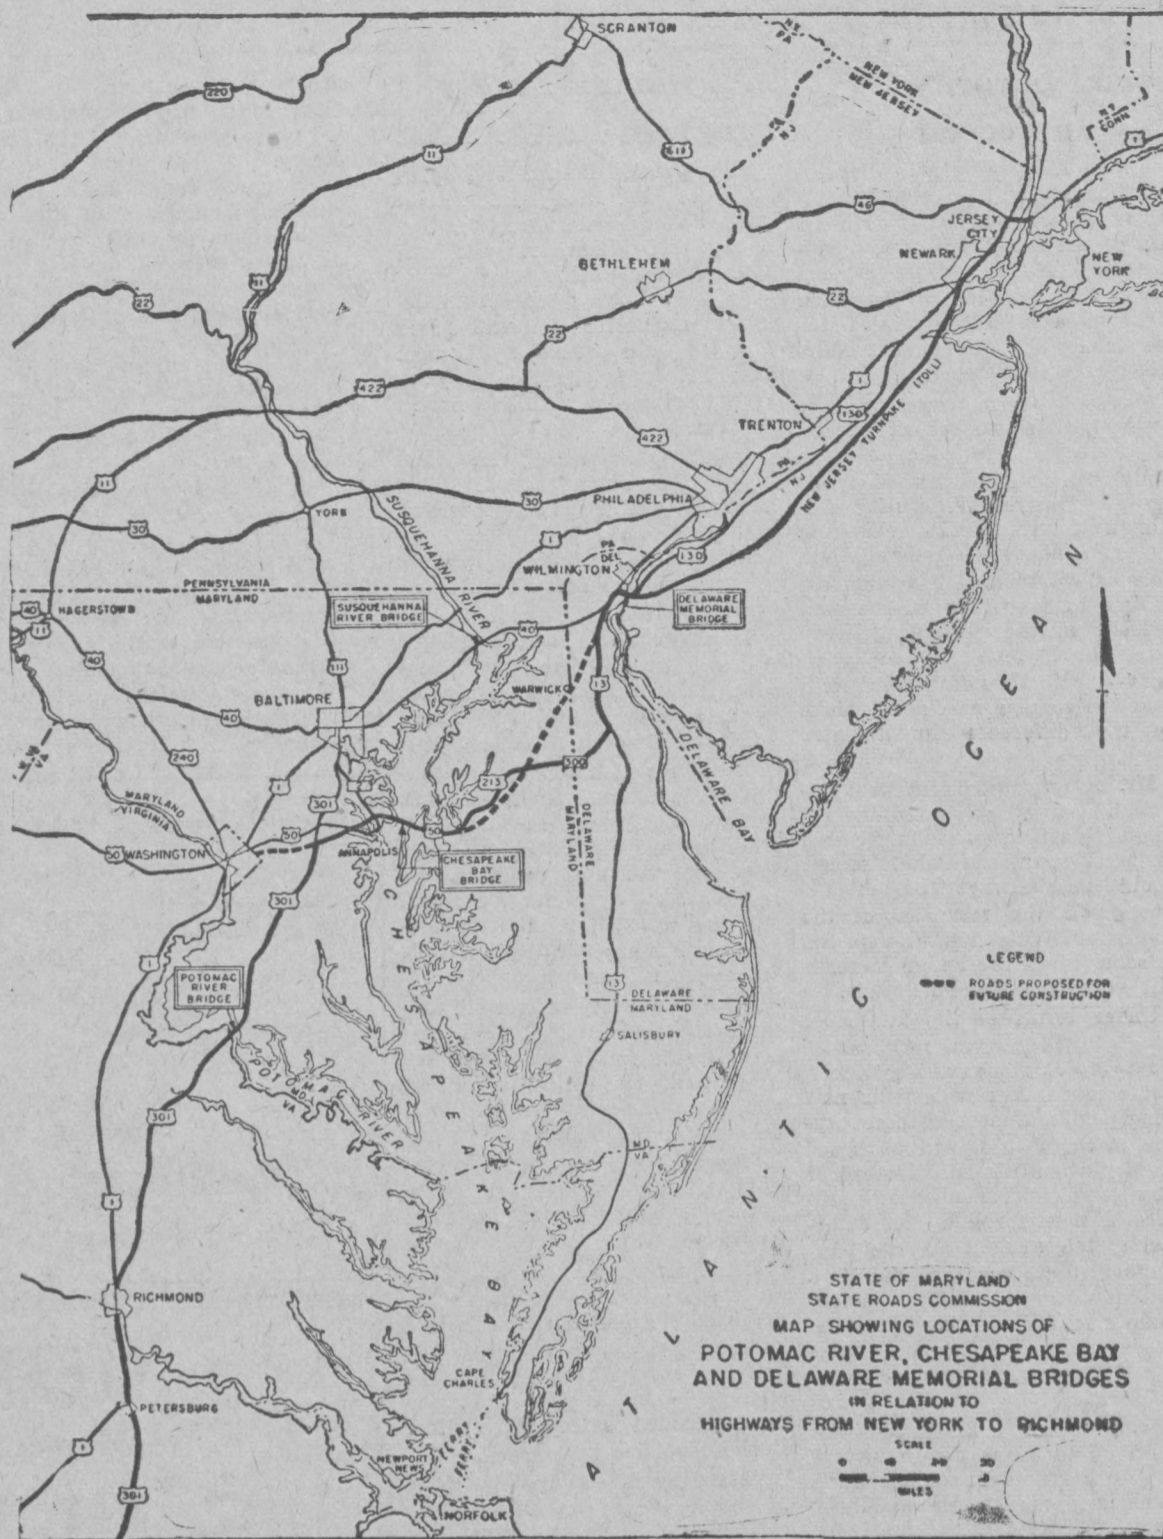 SCRANTON
N.Y.
PA
220
NEW YORK
NEW JERSEY
N.Y.
CONN
11
PA
N J
611
1
46
JERSEY
CITY
NEWARK
NEW
YORK
BETHLEHEM
11
22
22
22
422
1
TRENTON
130
NEW JERSEY TURNPIKE (TOLL)
422
PA
N J
11
SUSQUEHANNA
RIVER
30
PHILADELPHIA
YORK
30
1
PA
DEL
130
WILMINGTON
PENNSYLVANIA
MARYLAND
40
HAGERSTOWN
11
SUSQUEHANNA
RIVER BRIDGE
DELAWARE
MEMORIAL
BRIDGE
40
40
111
WARWICK
13
BALTIMORE
40
W. VA
VA
240
DELAWARE BAY
300
213
1
MARYLAND
VIRGINIA
301
50
50
50
WASHINGTON
ANNAPOLIS
CHESAPEAKE
BAY
BRIDGE
DELAWARE
MARYLAND
301
1
POTOMAC
RIVER
BRIDGE
13
DELAWARE
MARYLAND
SALISBURY
LEGEND
ROADS PROPOSED FOR
FUTURE CONSTRUCTION
CHESAPEAKE BAY
ATLANTIC OCEAN
POTOMAC RIVER
MD.
VA
301
MD
VA
1
RICHMOND
CAPE
CHARLES
PETERSBURG
1
NEWPORT
NEWS
FERRY
301
NORFOLK
STATE OF MARYLAND
STATE ROADS COMMISSION
MAP SHOWING LOCATIONS OF
POTOMAC RIVER, CHESAPEAKE BAY
AND DELAWARE MEMORIAL BRIDGES
IN RELATION TO
HIGHWAYS FROM NEW YORK TO RICHMOND
SCALE
0
MILES